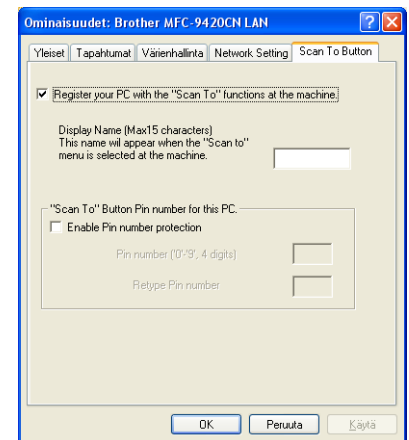 Ominaisuudet: Brother MFC-9420CN LAN
Yleiset Tapahtumat Värienhallinta Network Setting Scan To Button
Register your PC with the "Scan To" functions at the machine.
Display Name (Max15 characters)
This name wil appear when the "Scan to"
menu is selected at the machine.
"Scan To" Button Pin number for this PC.
Enable Pin number protection
Pin number ('0'-'9', 4 digits)
Retype Pin number
OK Peruuta Käytä